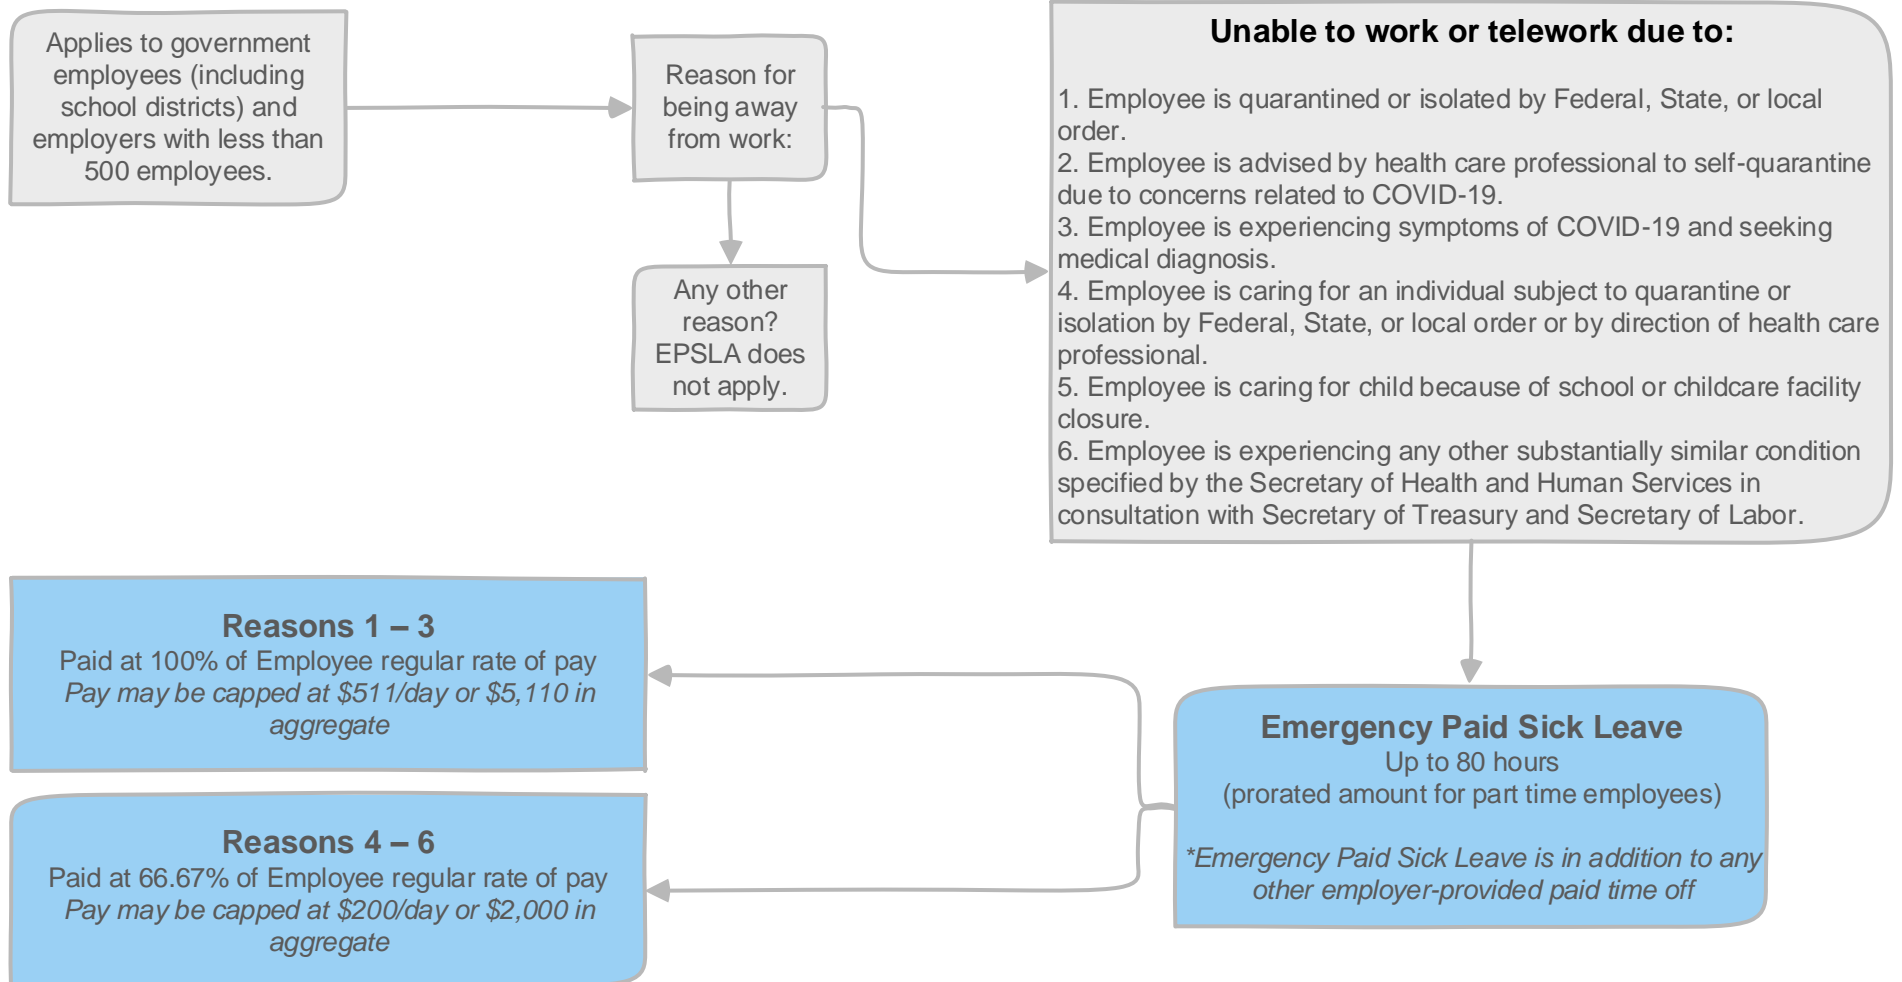 Applies to government
employees (including
school districts) and
employers with less than
500 employees.
Reason for
being away
from work:
Any other
reason?
EPSLA does
not apply.
Unable to work or telework due to:
1. Employee is quarantined or isolated by Federal, State, or local
order.
2. Employee is advised by health care professional to self-quarantine
due to concerns related to COVID-19.
3. Employee is experiencing symptoms of COVID-19 and seeking
medical diagnosis.
4. Employee is caring for an individual subject to quarantine or
isolation by Federal, State, or local order or by direction of health care
professional.
5. Employee is caring for child because of school or childcare facility
closure.
6. Employee is experiencing any other substantially similar condition
specified by the Secretary of Health and Human Services in
consultation with Secretary of Treasury and Secretary of Labor.
Emergency Paid Sick Leave
Up to 80 hours
(prorated amount for part time employees)
*Emergency Paid Sick Leave is in addition to any
other employer-provided paid time off
Reasons 1 – 3
Paid at 100% of Employee regular rate of pay
Pay may be capped at $511/day or $5,110 in
aggregate
Reasons 4 – 6
Paid at 66.67% of Employee regular rate of pay
Pay may be capped at $200/day or $2,000 in
aggregate